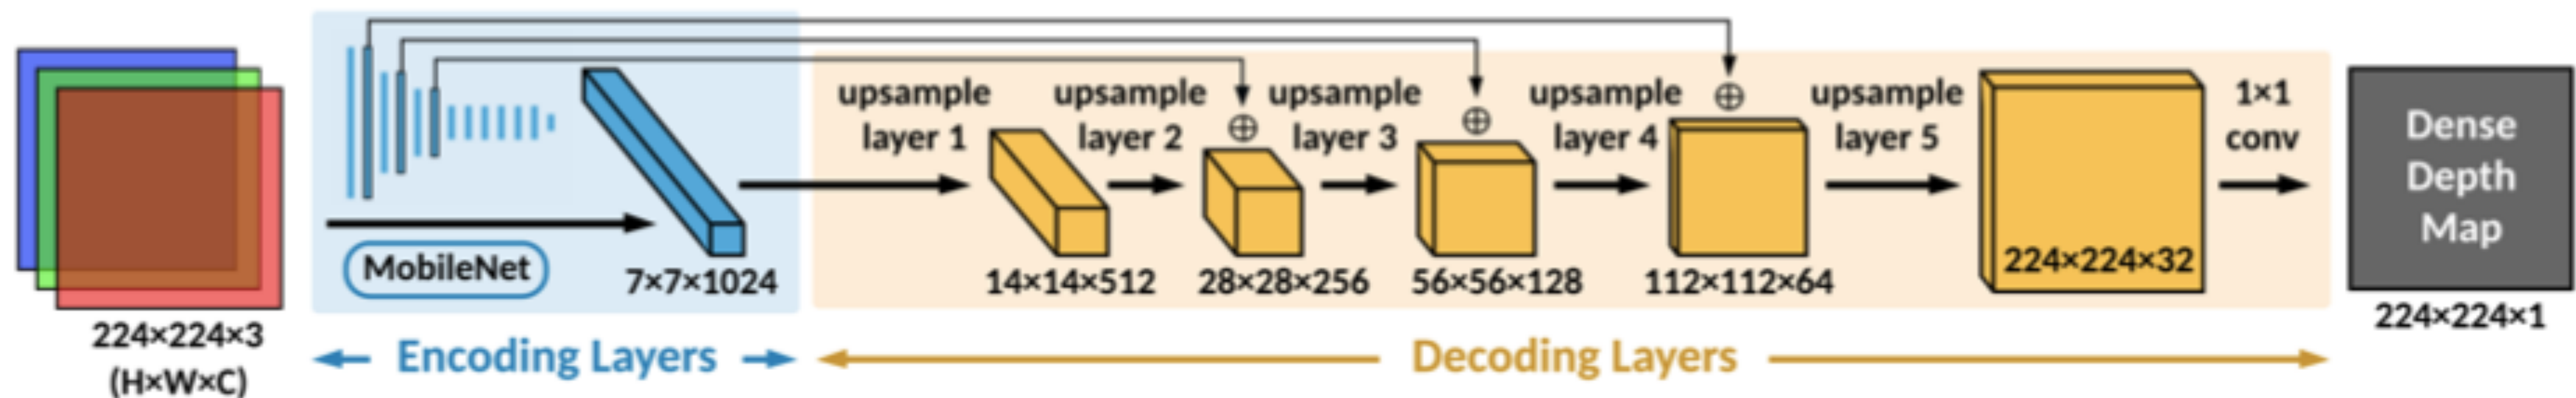 224×224×3
(H×W×C)
MobileNet
7×7×1024
Encoding Layers
upsample
layer 1
upsample
layer 2
upsample
layer 3
upsample
layer 4
upsample
layer 5
1×1
conv
14×14×512
28×28×256
56×56×128
112×112×64
224×224×32
Decoding Layers
Dense
Depth
Map
224×224×1